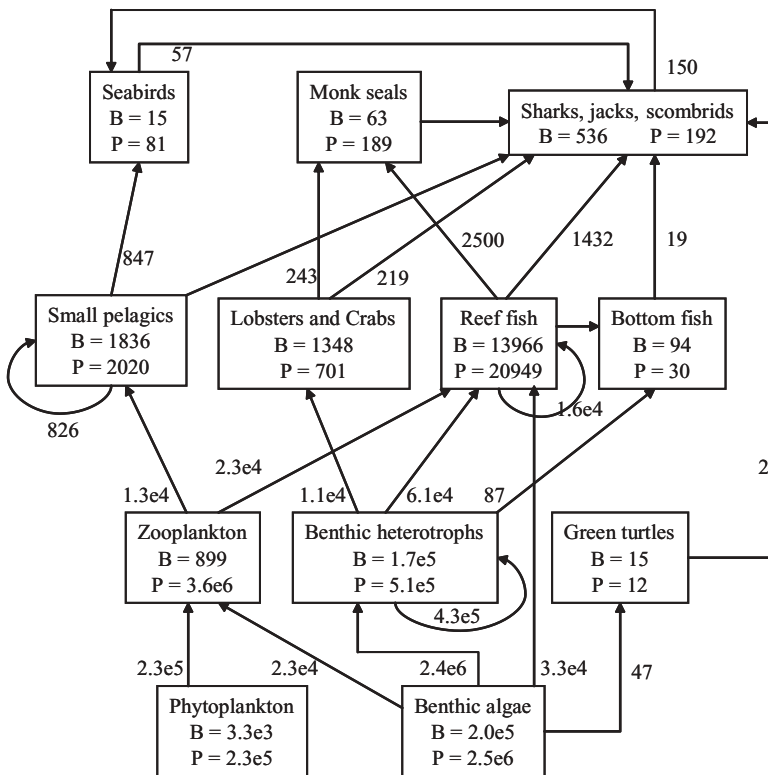 57
150
Seabirds
B = 15
P = 81
Monk seals
B = 63
P = 189
Sharks, jacks, scombrids
B = 536 P = 192
847
243
219
2500
1432
19
Small pelagics
B = 1836
P = 2020
Lobsters and Crabs
B = 1348
P = 701
Reef fish
B = 13966
P = 20949
Bottom fish
B = 94
P = 30
826
1.6e4
1.3e4
2.3e4
1.1e4
6.1e4
87
2
Zooplankton
B = 899
P = 3.6e6
Benthic heterotrophs
B = 1.7e5
P = 5.1e5
Green turtles
B = 15
P = 12
4.3e5
2.3e5
2.3e4
2.4e6
3.3e4
47
Phytoplankton
B = 3.3e3
P = 2.3e5
Benthic algae
B = 2.0e5
P = 2.5e6